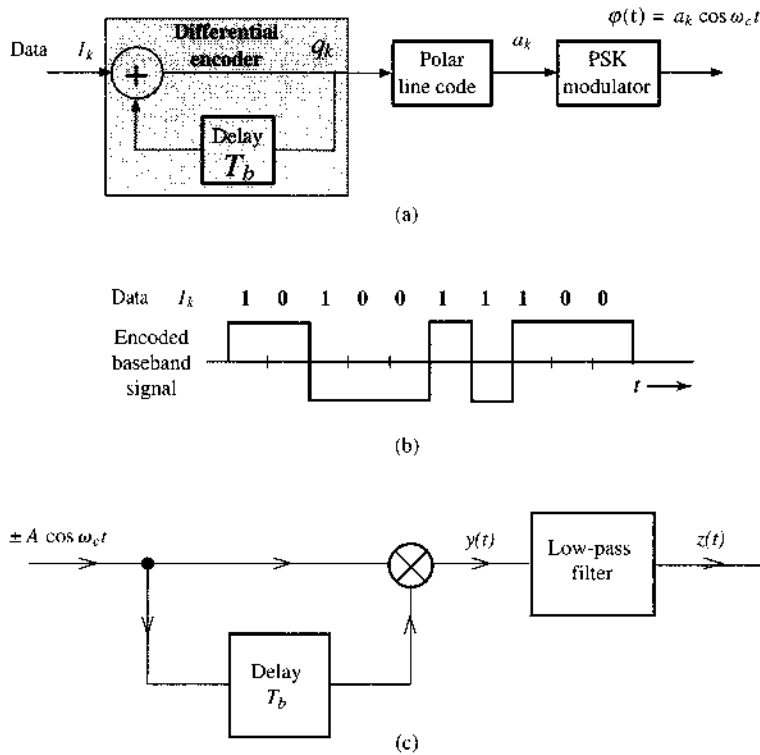 φ(t) = a_k cos ω_c t
Data I_k Differential encoder q_k Polar line code a_k PSK modulator
+
Delay T_b
(a)
Data I_k 1 0 1 0 0 1 1 1 0 0
Encoded
baseband
signal
t
(b)
± A cos ω_c t
y(t)
Low-pass
filter
z(t)
Delay
T_b
(c)